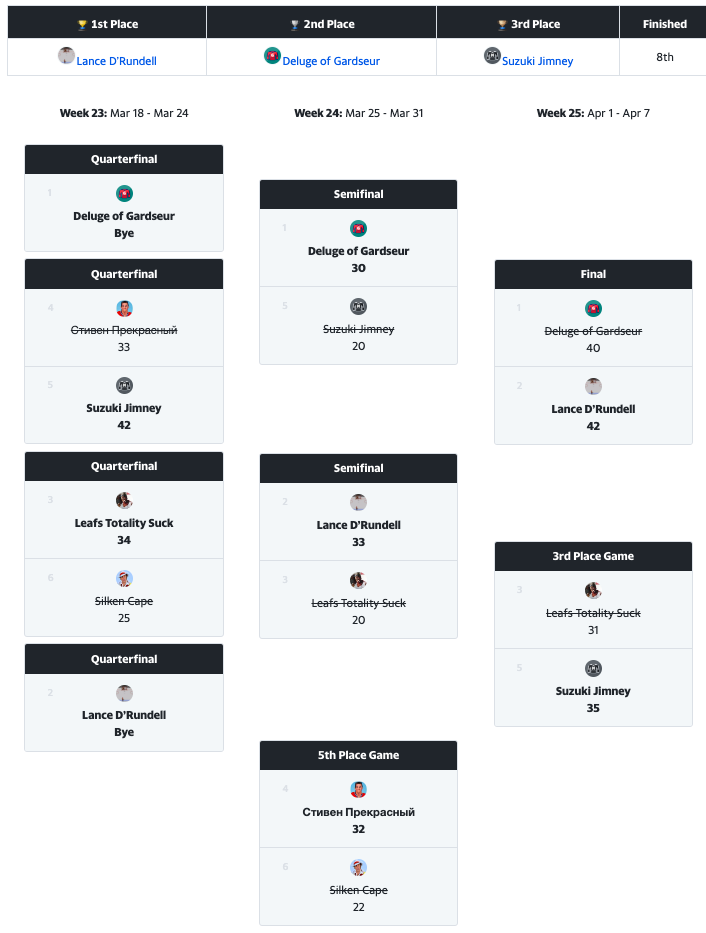 1st Place
2nd Place
3rd Place
Finished
Lance D'Rundell
Deluge of Gardseur
Suzuki Jimney
8th
Week 23: Mar 18 - Mar 24
Week 24: Mar 25 - Mar 31
Week 25: Apr 1 - Apr 7
Quarterfinal
1
Deluge of Gardseur
Bye
Quarterfinal
4
Стивен Прекрасный
33
5
Suzuki Jimney
42
Quarterfinal
3
Leafs Totality Suck
34
6
Silken Cape
25
Quarterfinal
2
Lance D'Rundell
Bye
Semifinal
1
Deluge of Gardseur
30
5
Suzuki Jimney
20
Semifinal
2
Lance D'Rundell
33
3
Leafs Totality Suck
20
5th Place Game
4
Стивен Прекрасный
32
6
Silken Cape
22
Final
1
Deluge of Gardseur
40
2
Lance D'Rundell
42
3rd Place Game
3
Leafs Totality Suck
31
5
Suzuki Jimney
35